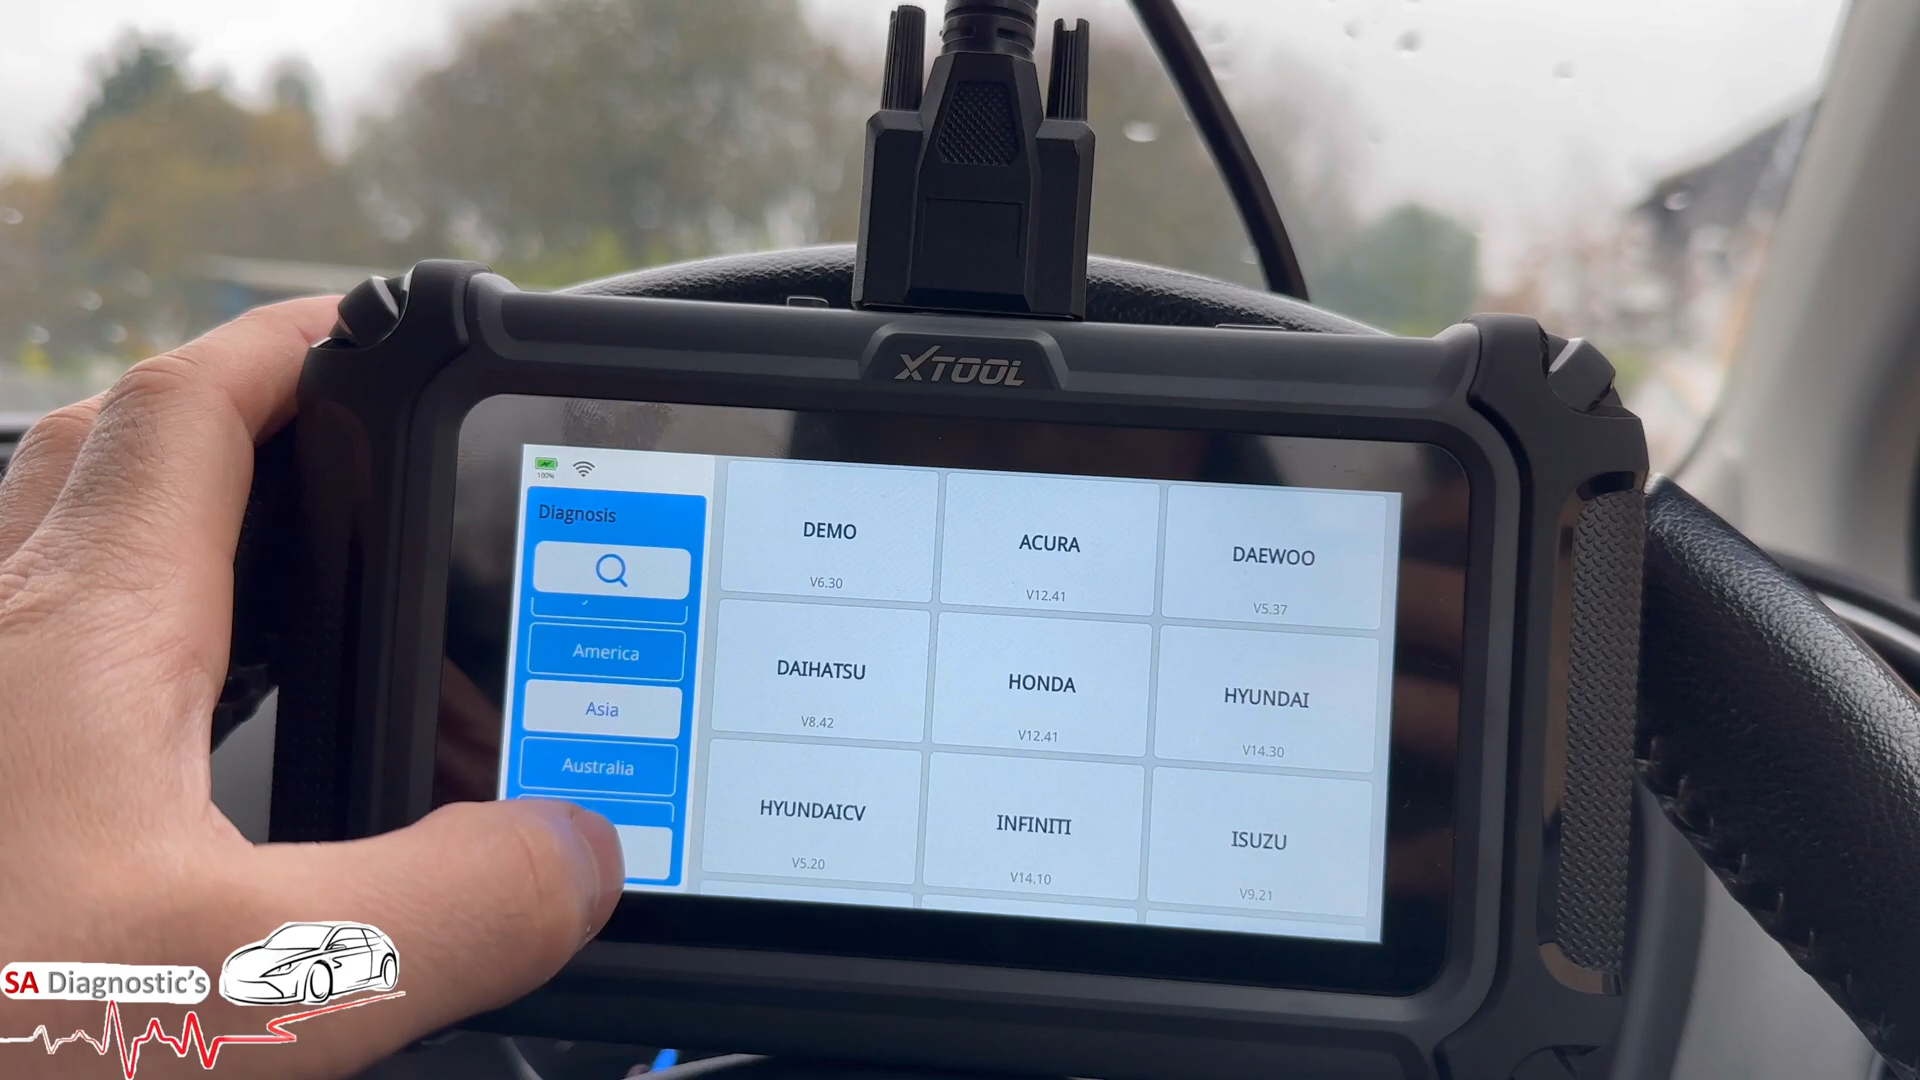 XTOOL
100%
Diagnosis
America
Asia
Australia
DEMO
V6.30
ACURA
V12.41
DAEWOO
V5.37
DAIHATSU
V8.42
HONDA
V12.41
HYUNDAI
V14.30
HYUNDAICV
V5.20
INFINITI
V14.10
ISUZU
V9.21
SA Diagnostic's